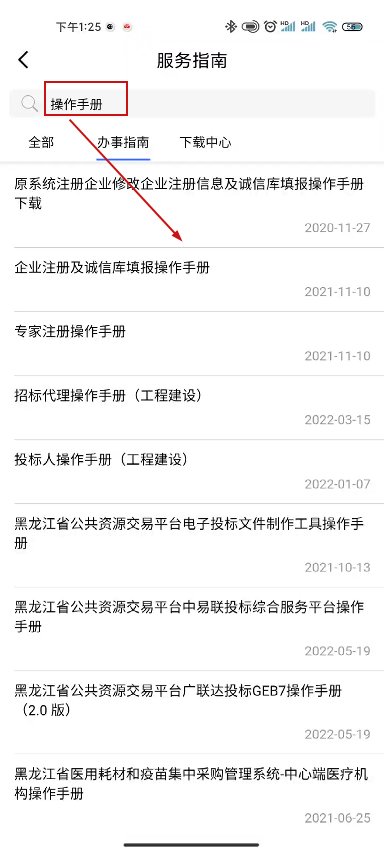 下午1:25
HD HD 56
服务指南
操作手册
全部 办事指南 下载中心
原系统注册企业修改企业注册信息及诚信库填报操作手册
下载
2020-11-27
企业注册及诚信库填报操作手册
2021-11-10
专家注册操作手册
2021-11-10
招标代理操作手册（工程建设）
2022-03-15
投标人操作手册（工程建设）
2022-01-07
黑龙江省公共资源交易平台电子投标文件制作工具操作手
册
2021-10-13
黑龙江省公共资源交易平台中易联投标综合服务平台操作
手册
2022-05-19
黑龙江省公共资源交易平台广联达投标GEB7操作手册
（2.0 版）
2022-05-19
黑龙江省医用耗材和疫苗集中采购管理系统-中心端医疗机
构操作手册
2021-06-25